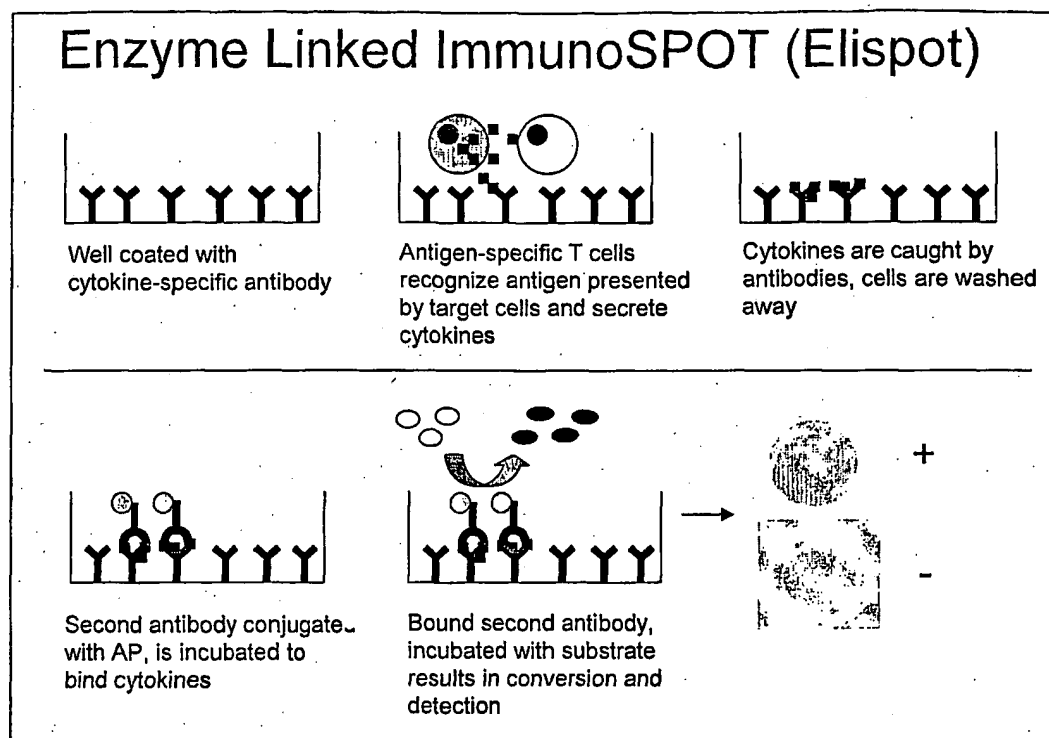 Enzyme Linked ImmunoSPOT (Elispot)
Well coated with
cytokine-specific antibody
Antigen-specific T cells
recognize antigen presented
by target cells and secrete
cytokines
Cytokines are caught by
antibodies, cells are washed
away
+
-
Second antibody conjugate
with AP, is incubated to
bind cytokines
Bound second antibody,
incubated with substrate
results in conversion and
detection